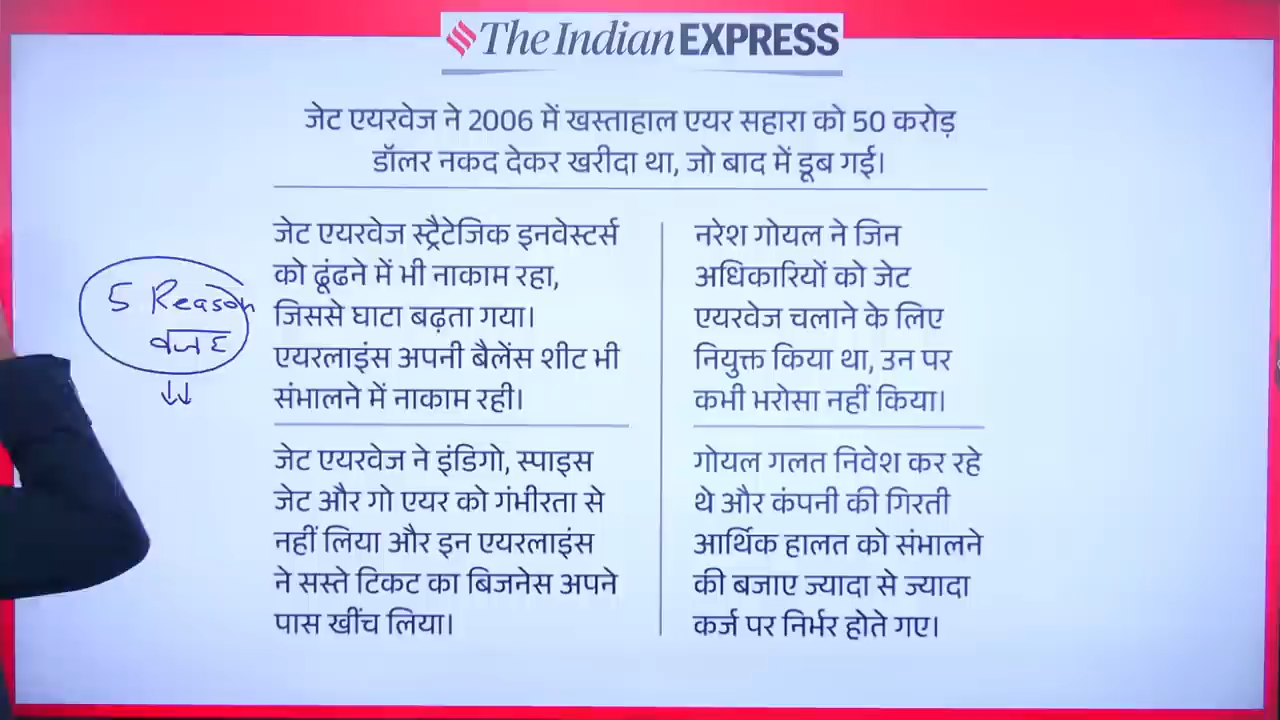 The Indian EXPRESS
जेट एयरवेज ने 2006 में खस्ताहाल एयर सहारा को 50 करोड़
डॉलर नकद देकर खरीदा था, जो बाद में डूब गई।
5 Reason
वजह
जेट एयरवेज स्ट्रैटेजिक इनवेस्टर्स
को ढूंढने में भी नाकाम रहा,
जिससे घाटा बढ़ता गया।
एयरलाइंस अपनी बैलेंस शीट भी
संभालने में नाकाम रही।
नरेश गोयल ने जिन
अधिकारियों को जेट
एयरवेज चलाने के लिए
नियुक्त किया था, उन पर
कभी भरोसा नहीं किया।
जेट एयरवेज ने इंडिगो, स्पाइस
जेट और गो एयर को गंभीरता से
नहीं लिया और इन एयरलाइंस
ने सस्ते टिकट का बिजनेस अपने
पास खींच लिया।
गोयल गलत निवेश कर रहे
थे और कंपनी की गिरती
आर्थिक हालत को संभालने
की बजाए ज्यादा से ज्यादा
कर्ज पर निर्भर होते गए।